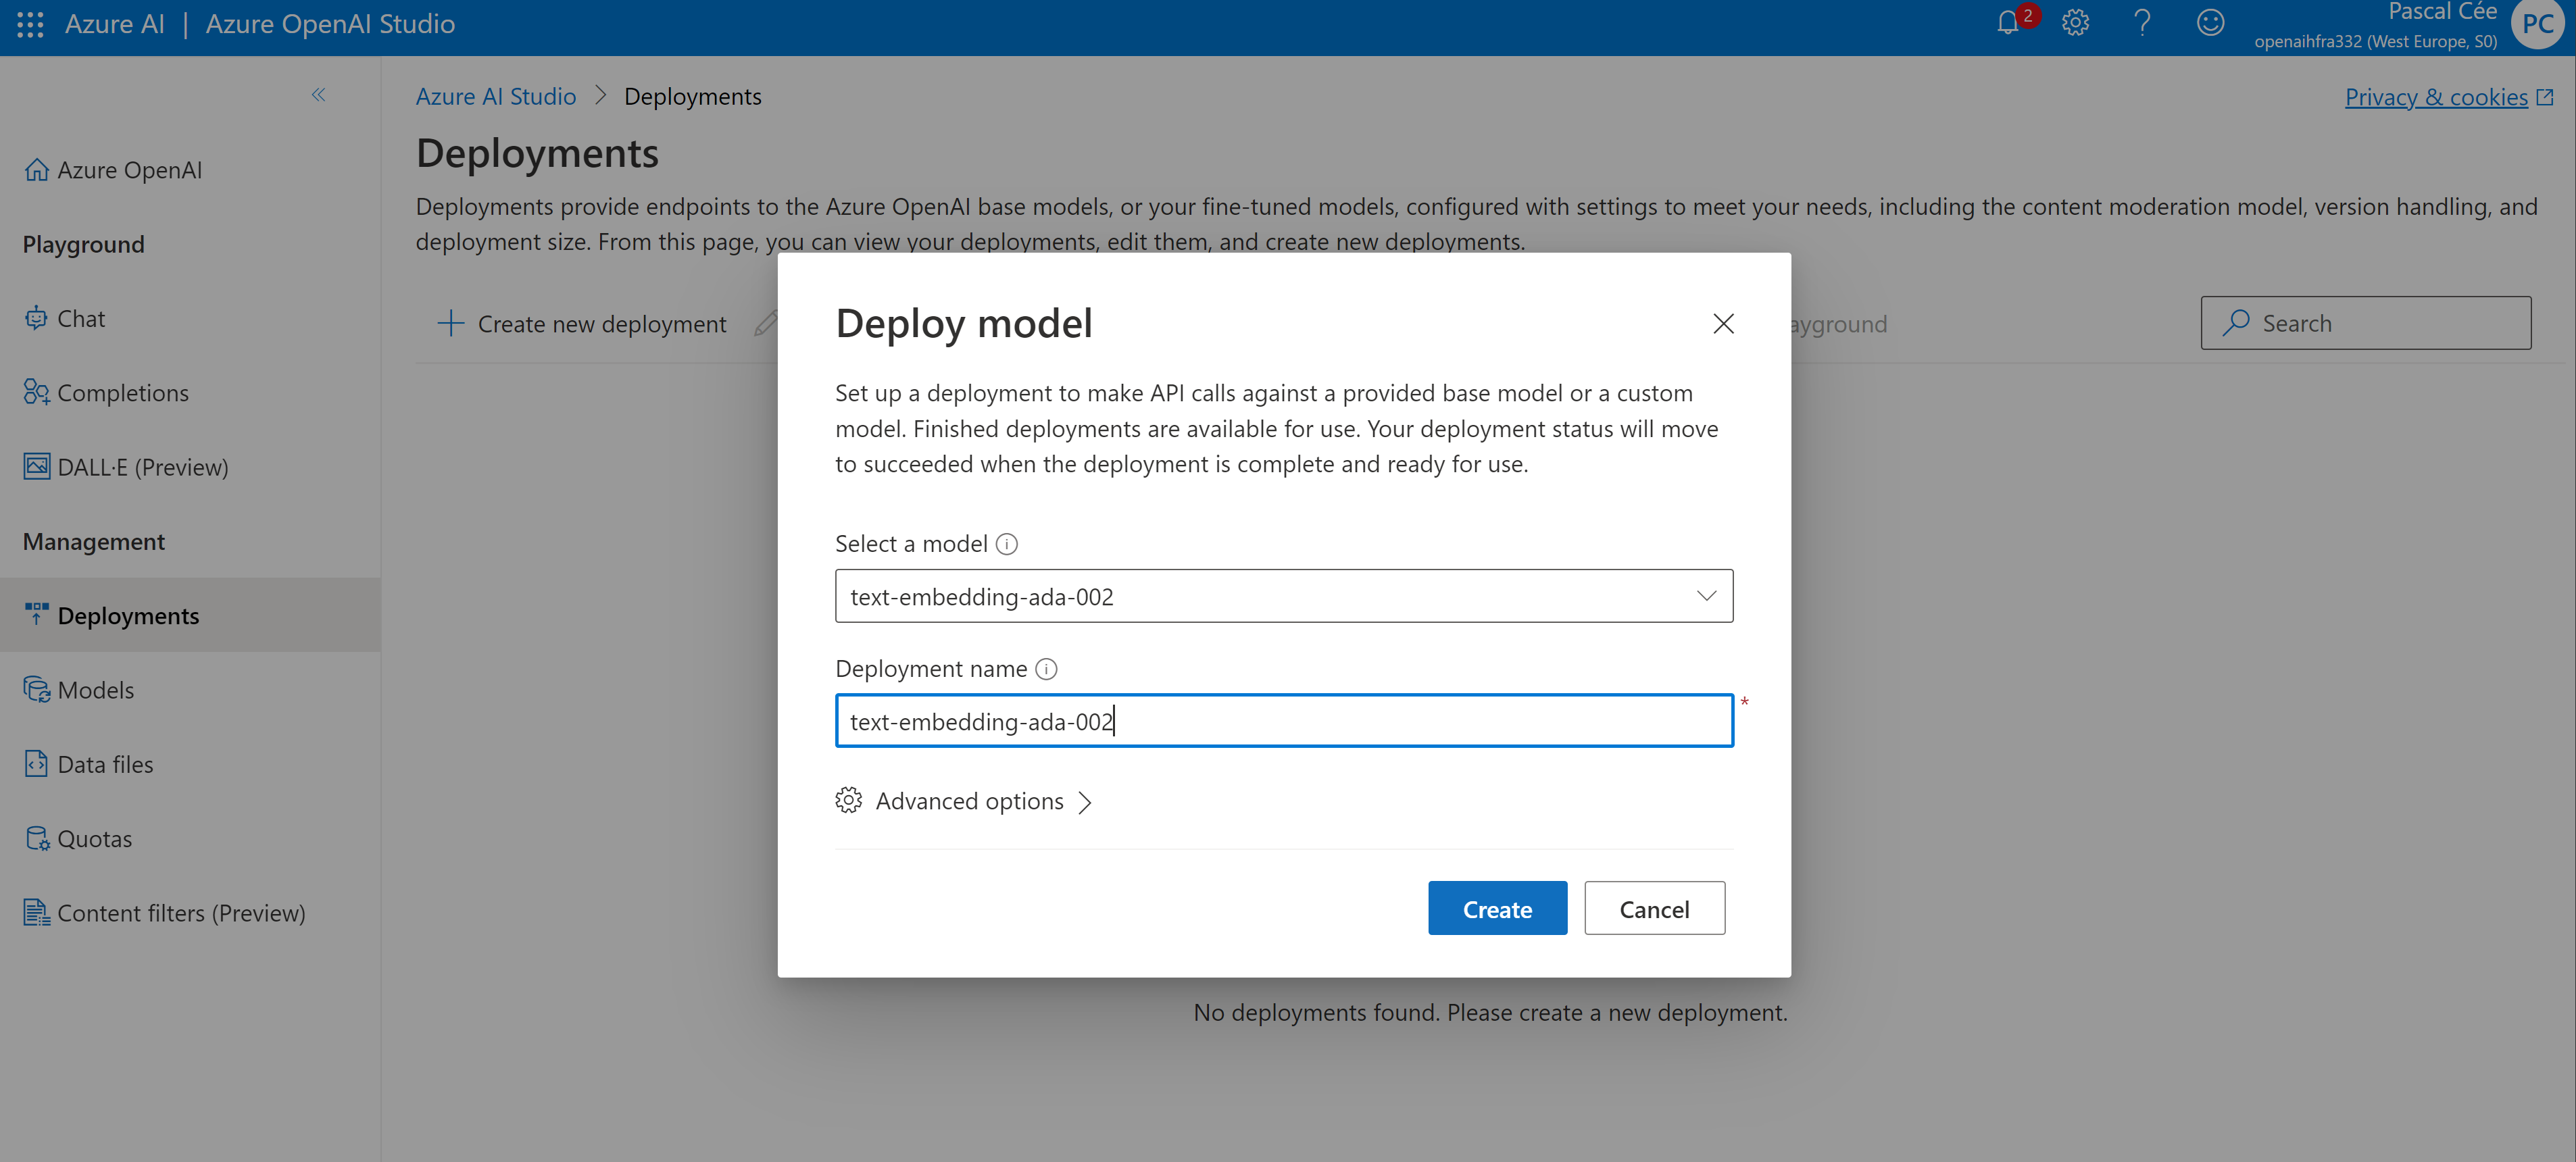 Azure AI | Azure OpenAI Studio
2
Pascal Cée
openaihfra332 (West Europe, S0)
PC
Azure AI Studio > Deployments
Privacy & cookies
Deployments
Deployments provide endpoints to the Azure OpenAI base models, or your fine-tuned models, configured with settings to meet your needs, including the content moderation model, version handling, and
deployment size. From this page, you can view your deployments, edit them, and create new deployments.
Azure OpenAI
Playground
Chat
Completions
DALL·E (Preview)
Management
Deployments
Models
Data files
Quotas
Content filters (Preview)
Create new deployment
ayground
Search
Deploy model
Set up a deployment to make API calls against a provided base model or a custom
model. Finished deployments are available for use. Your deployment status will move
to succeeded when the deployment is complete and ready for use.
Select a model
text-embedding-ada-002
Deployment name
text-embedding-ada-002
*
Advanced options
Create
Cancel
No deployments found. Please create a new deployment.